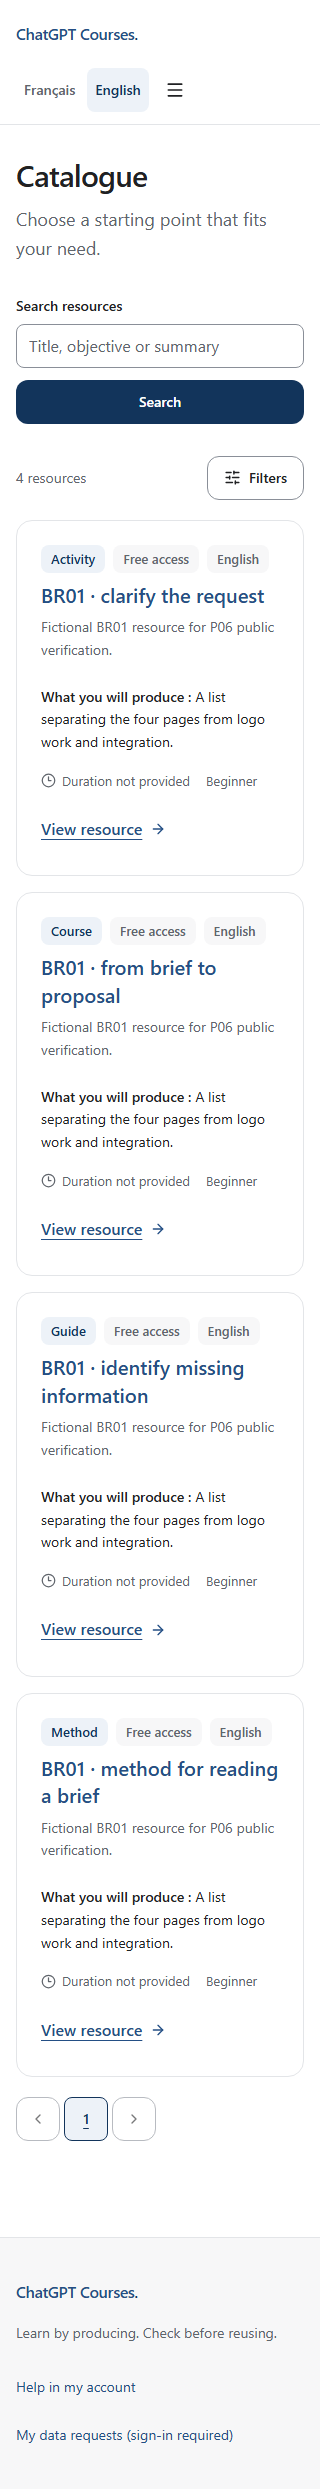 ChatGPT Courses.
Français English
Catalogue
Choose a starting point that fits
your need.
Search resources
Title, objective or summary
Search
4 resources Filters
Activity Free access English
BR01 · clarify the request
Fictional BR01 resource for P06 public
verification.
What you will produce : A list
separating the four pages from logo
work and integration.
Duration not provided Beginner
View resource →
Course Free access English
BR01 · from brief to
proposal
Fictional BR01 resource for P06 public
verification.
What you will produce : A list
separating the four pages from logo
work and integration.
Duration not provided Beginner
View resource →
Guide Free access English
BR01 · identify missing
information
Fictional BR01 resource for P06 public
verification.
What you will produce : A list
separating the four pages from logo
work and integration.
Duration not provided Beginner
View resource →
Method Free access English
BR01 · method for reading
a brief
Fictional BR01 resource for P06 public
verification.
What you will produce : A list
separating the four pages from logo
work and integration.
Duration not provided Beginner
View resource →
1
ChatGPT Courses.
Learn by producing. Check before reusing.
Help in my account
My data requests (sign-in required)